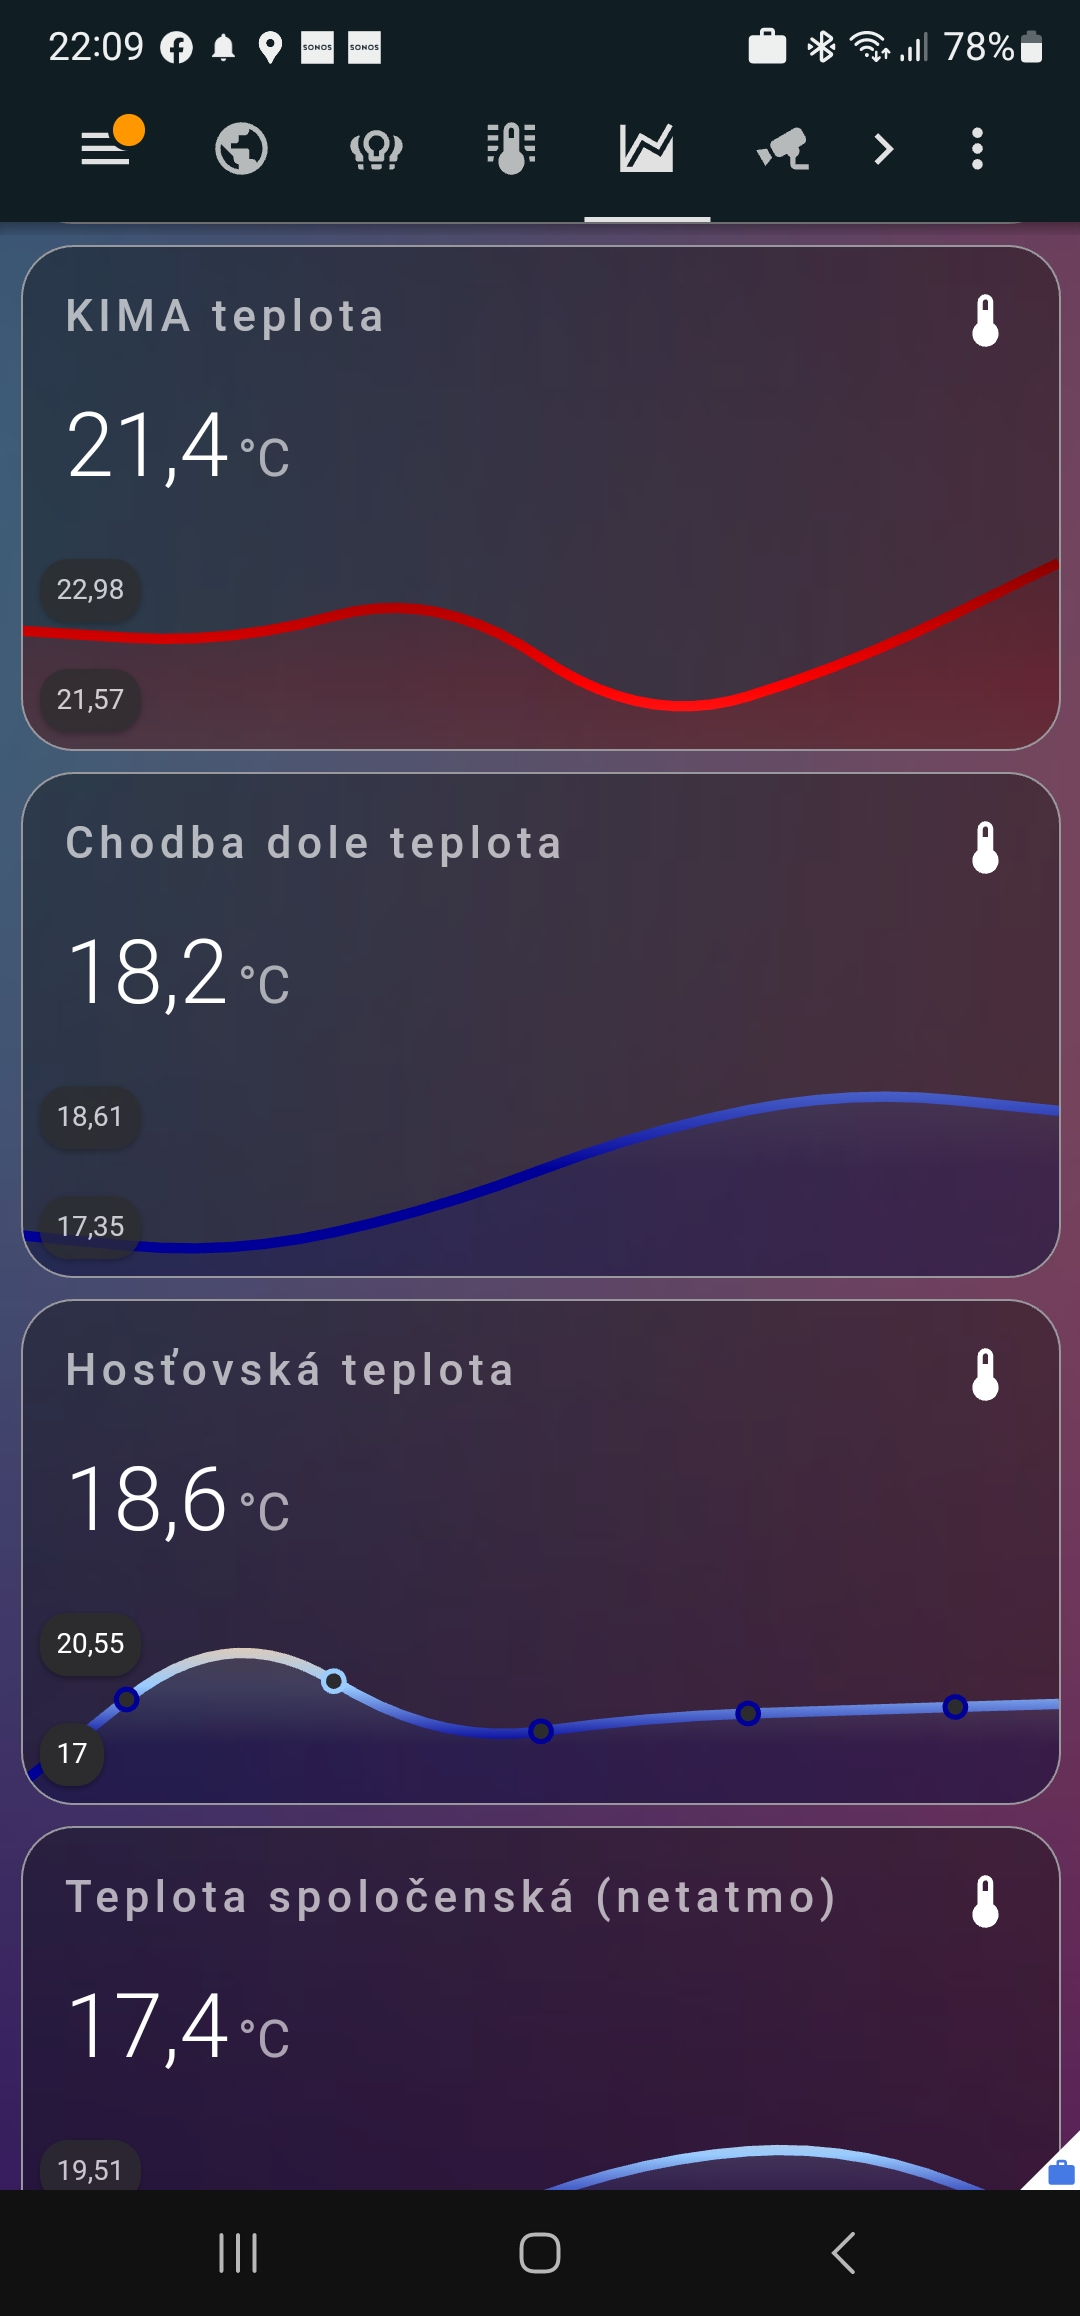 22:09 SONOS SONOS 78%
KIMA teplota
21,4 °C
22,98
21,57
Chodba dole teplota
18,2 °C
18,61
17,35
Hosťovská teplota
18,6 °C
20,55
17
Teplota spoločenská (netatmo)
17,4 °C
19,51